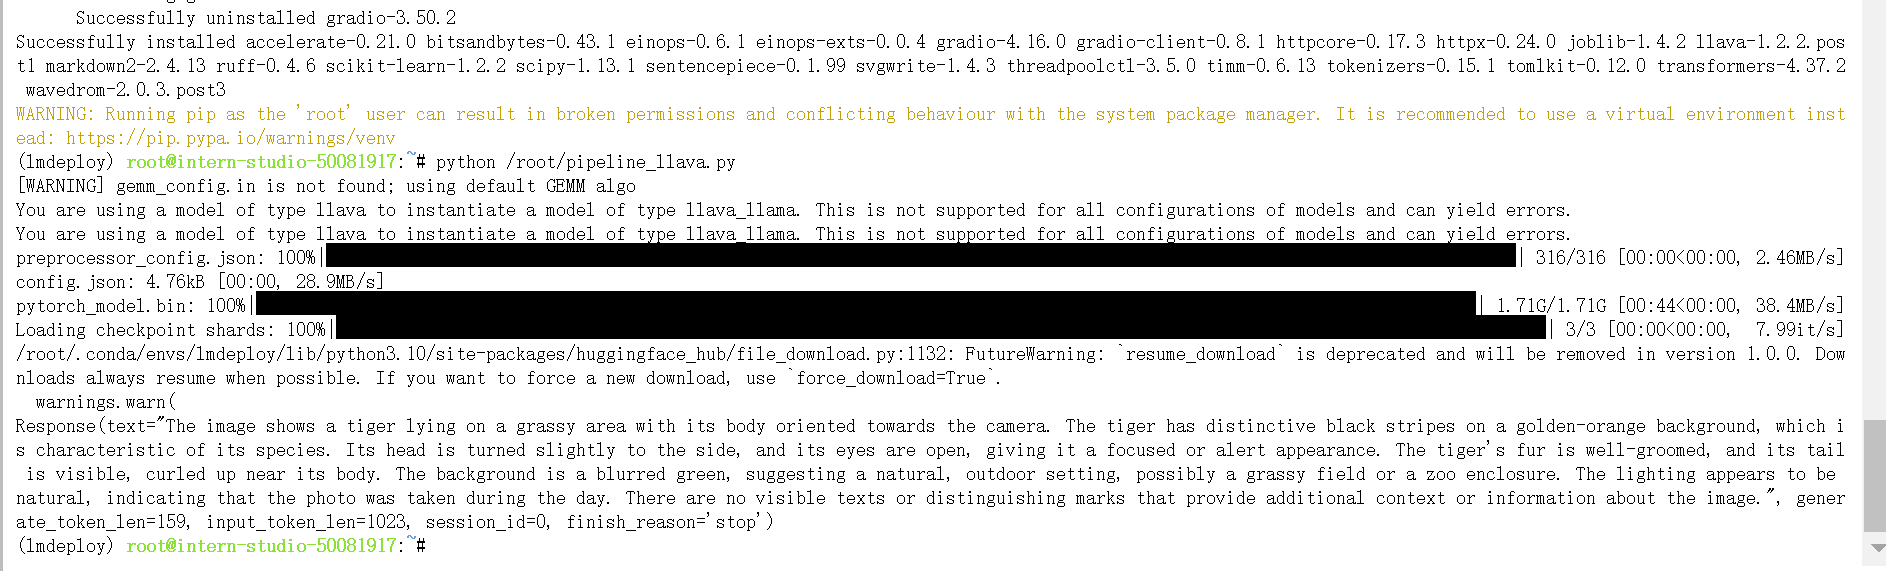 Successfully uninstalled gradio-3.50.2
Successfully installed accelerate-0.21.0 bitsandbytes-0.43.1 einops-0.6.1 einops-exts-0.0.4 gradio-4.16.0 gradio-client-0.8.1 httpcore-0.17.3 httpx-0.24.0 joblib-1.4.2 llava-1.2.2.pos
t1 markdown2-2.4.13 ruff-0.4.6 scikit-learn-1.2.2 scipy-1.13.1 sentencepiece-0.1.99 svgwrite-1.4.3 threadpoolctl-3.5.0 timm-0.6.13 tokenizers-0.15.1 tomlkit-0.12.0 transformers-4.37.2
wavedrom-2.0.3.post3
WARNING: Running pip as the 'root' user can result in broken permissions and conflicting behaviour with the system package manager. It is recommended to use a virtual environment inst
ead: https://pip.pypa.io/warnings/venv
(lmdeploy) root@intern-studio-50081917:~# python /root/pipeline_llava.py
[WARNING] gemm_config.in is not found; using default GEMM algo
You are using a model of type llava to instantiate a model of type llava_llama. This is not supported for all configurations of models and can yield errors.
You are using a model of type llava to instantiate a model of type llava_llama. This is not supported for all configurations of models and can yield errors.
preprocessor_config.json: 100%| | 316/316 [00:00<00:00, 2.46MB/s]
config.json: 4.76kB [00:00, 28.9MB/s]
pytorch_model.bin: 100%| | 1.71G/1.71G [00:44<00:00, 38.4MB/s]
Loading checkpoint shards: 100%| | 3/3 [00:00<00:00, 7.99it/s]
/root/.conda/envs/lmdeploy/lib/python3.10/site-packages/huggingface_hub/file_download.py:1132: FutureWarning: `resume_download` is deprecated and will be removed in version 1.0.0. Dow
nloads always resume when possible. If you want to force a new download, use `force_download=True`.
warnings.warn(
Response(text="The image shows a tiger lying on a grassy area with its body oriented towards the camera. The tiger has distinctive black stripes on a golden-orange background, which i
s characteristic of its species. Its head is turned slightly to the side, and its eyes are open, giving it a focused or alert appearance. The tiger's fur is well-groomed, and its tail
is visible, curled up near its body. The background is a blurred green, suggesting a natural, outdoor setting, possibly a grassy field or a zoo enclosure. The lighting appears to be
natural, indicating that the photo was taken during the day. There are no visible texts or distinguishing marks that provide additional context or information about the image.", gener
ate_token_len=159, input_token_len=1023, session_id=0, finish_reason='stop')
(lmdeploy) root@intern-studio-50081917:~#